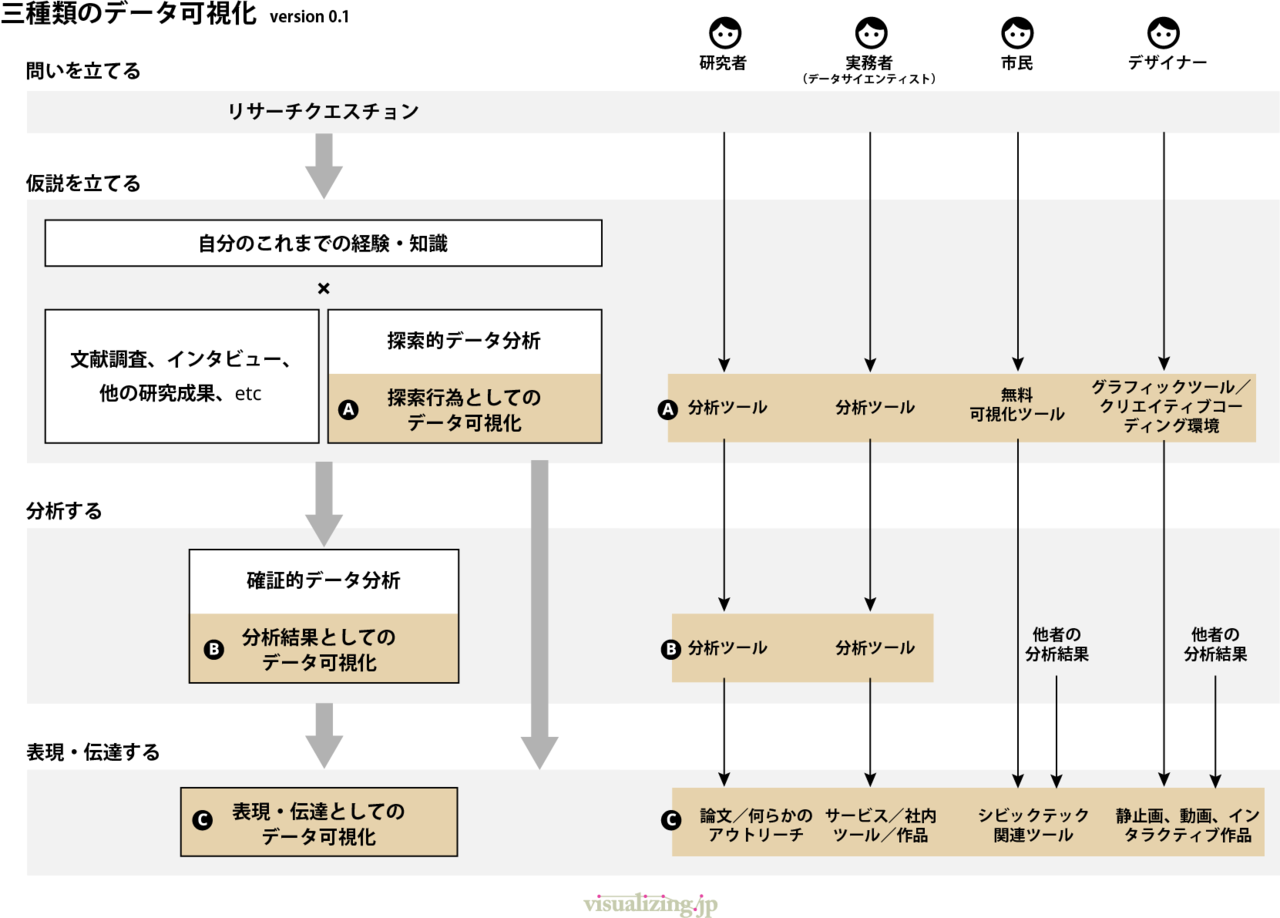 三種類のデータ可視化 version 0.1
研究者
実務者
（データサイエンティスト）
市民
デザイナー
問いを立てる
リサーチクエスチョン
仮説を立てる
自分のこれまでの経験・知識
×
文献調査、インタビュー、
他の研究成果、etc
探索的データ分析
A 探索行為としての
データ可視化
A 分析ツール
分析ツール
無料
可視化ツール
グラフィックツール／
クリエイティブコー
ディング環境
分析する
確証的データ分析
B 分析結果としての
データ可視化
B 分析ツール
分析ツール
他者の
分析結果
他者の
分析結果
表現・伝達する
C 表現・伝達としての
データ可視化
C 論文／何らかの
アウトリーチ
サービス／社内
ツール／作品
シビックテック
関連ツール
静止画、動画、イン
タラクティブ作品
visualizing.jp